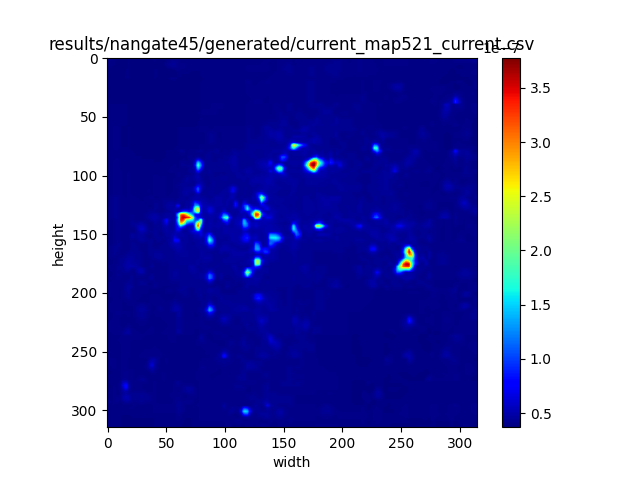 results/nangate45/generated/current_map521_current.csv
1e−7
0
50
100
150
200
250
300
height
0 50 100 150 200 250 300
width
3.5
3.0
2.5
2.0
1.5
1.0
0.5